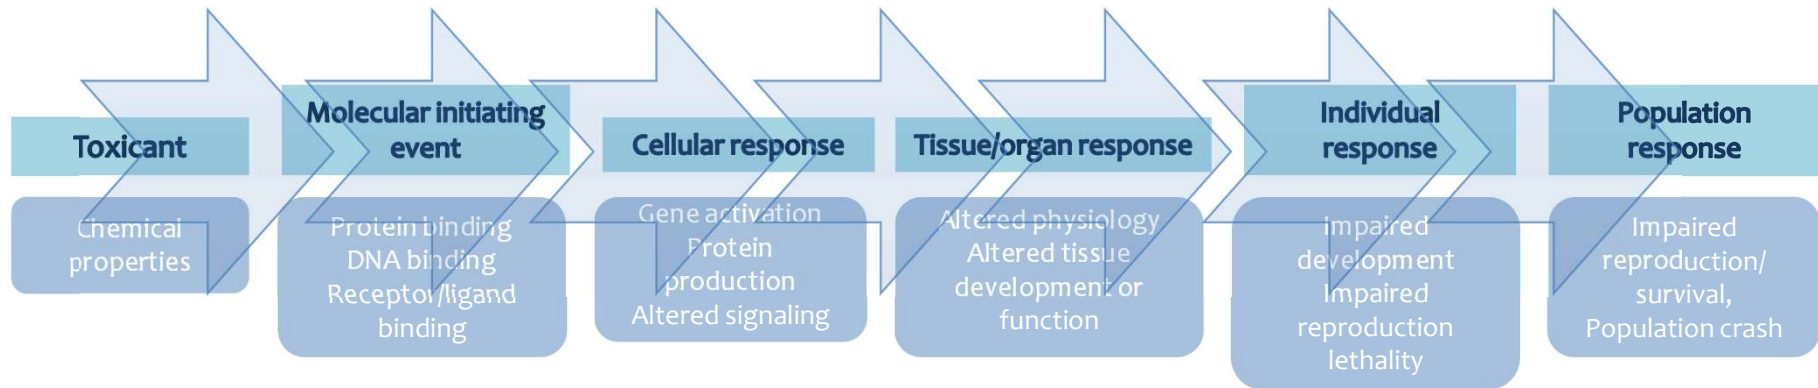 Toxicant
Chemical
properties
Molecular initiating
event
Protein binding
DNA binding
Receptor/ligand
binding
Cellular response
Gene activation
Protein
production
Altered signaling
Tissue/organ response
Altered physiology
Altered tissue
development or
function
Individual
response
Impaired
development
Impaired
reproduction
lethality
Population
response
Impaired
reproduction/
survival,
Population crash